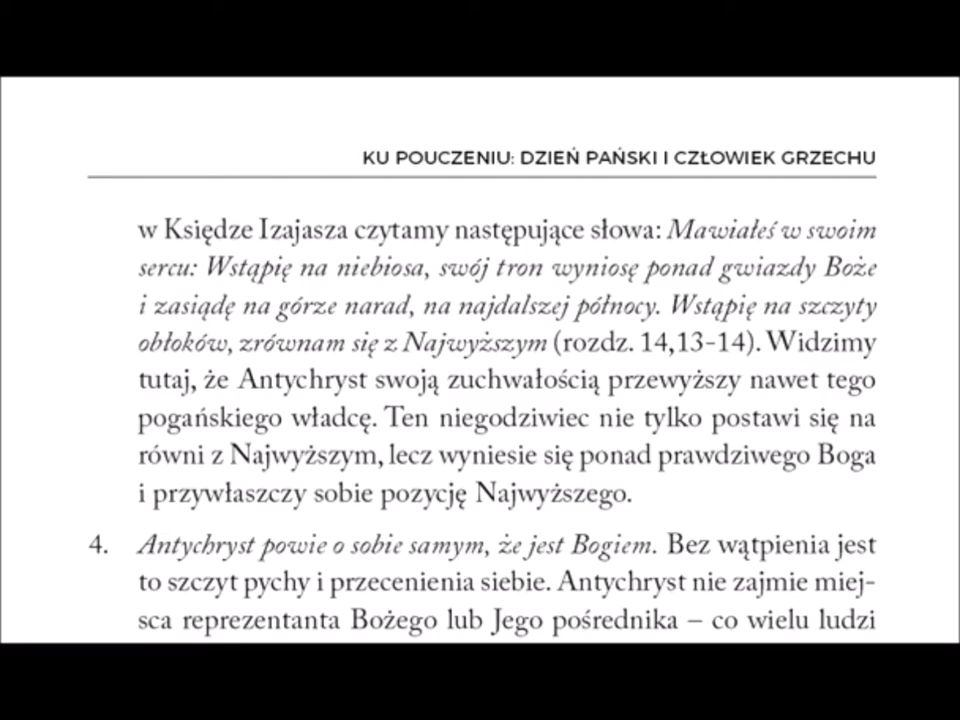 KU POUCZENIU: DZIEŃ PAŃSKI I CZŁOWIEK GRZECHU
w Księdze Izajasza czytamy następujące słowa: Mawiałeś w swoim
sercu: Wstąpię na niebiosa, swój tron wyniosę ponad gwiazdy Boże
i zasiądę na górze narad, na najdalszej północy. Wstąpię na szczyty
obłoków, zrównam się z Najwyższym (rozdz. 14,13-14). Widzimy
tutaj, że Antychryst swoją zuchwałością przewyższy nawet tego
pogańskiego władcę. Ten niegodziwiec nie tylko postawi się na
równi z Najwyższym, lecz wyniesie się ponad prawdziwego Boga
i przywłaszczy sobie pozycję Najwyższego.
4. Antychryst powie o sobie samym, że jest Bogiem. Bez wątpienia jest
to szczyt pychy i przecenienia siebie. Antychryst nie zajmie miej-
sca reprezentanta Bożego lub Jego pośrednika – co wielu ludzi